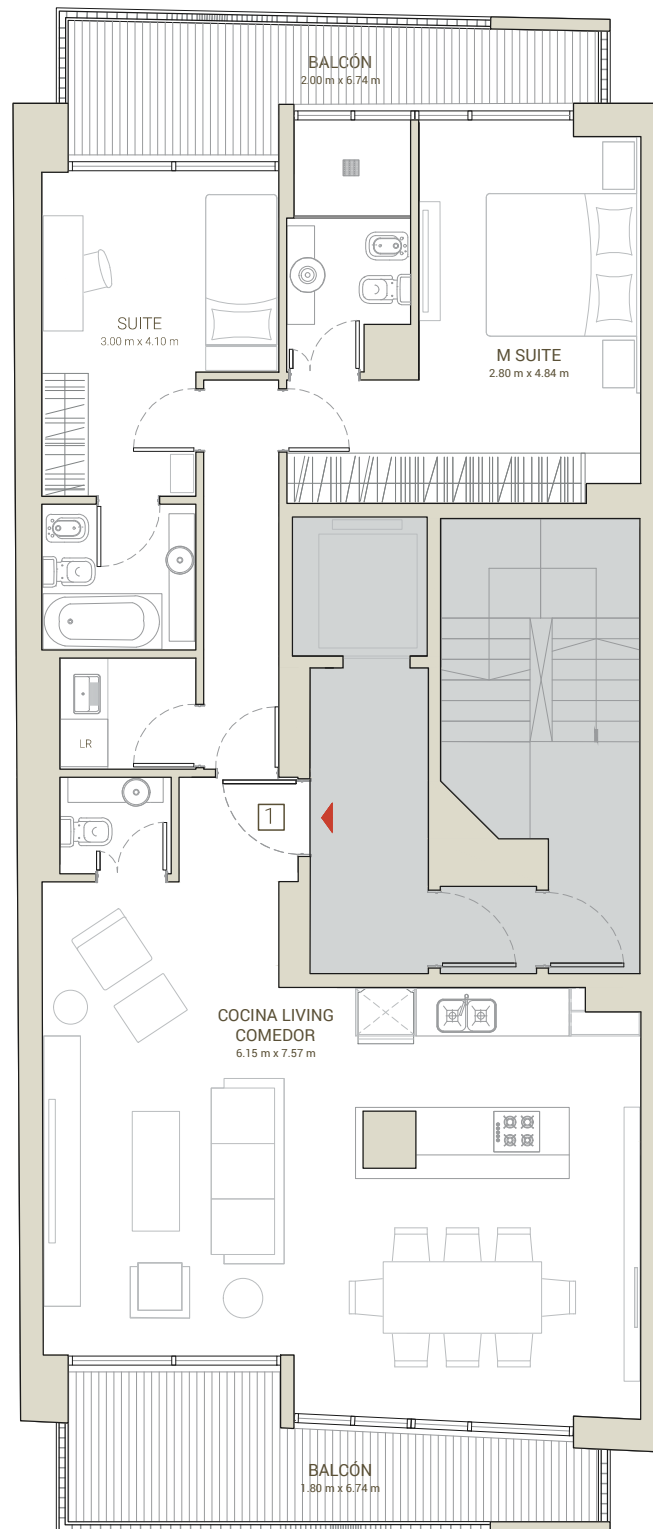 BALCÓN
2.00 m x 6.74 m
SUITE
3.00 m x 4.10 m
M SUITE
2.80 m x 4.84 m
LR
1
COCINA LIVING
COMEDOR
6.15 m x 7.57 m
BALCÓN
1.80 m x 6.74 m